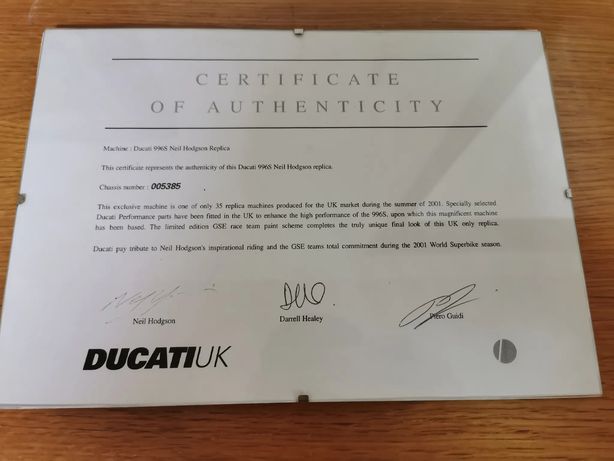 CERTIFICATE
OF AUTHENTICITY
Machine : Ducati 996S Neil Hodgson Replica
This certificate represents the authenticity of this Ducati 996S Neil Hodgson replica.
Chassis number : 005385
This exclusive machine is one of only 35 replica machines produced for the UK market during the summer of 2001. Specially selected
Ducati Performance parts have been fitted in the UK to enhance the high performance of the 996S, upon which this magnificent machine
has been based. The limited edition GSE race team paint scheme completes the truly unique final look of this UK only replica.
Ducati pay tribute to Neil Hodgson's inspirational riding and the GSE teams total commitment during the 2001 World Superbike season.
Neil Hodgson
Darrell Healey
Piero Guidi
DUCATIUK